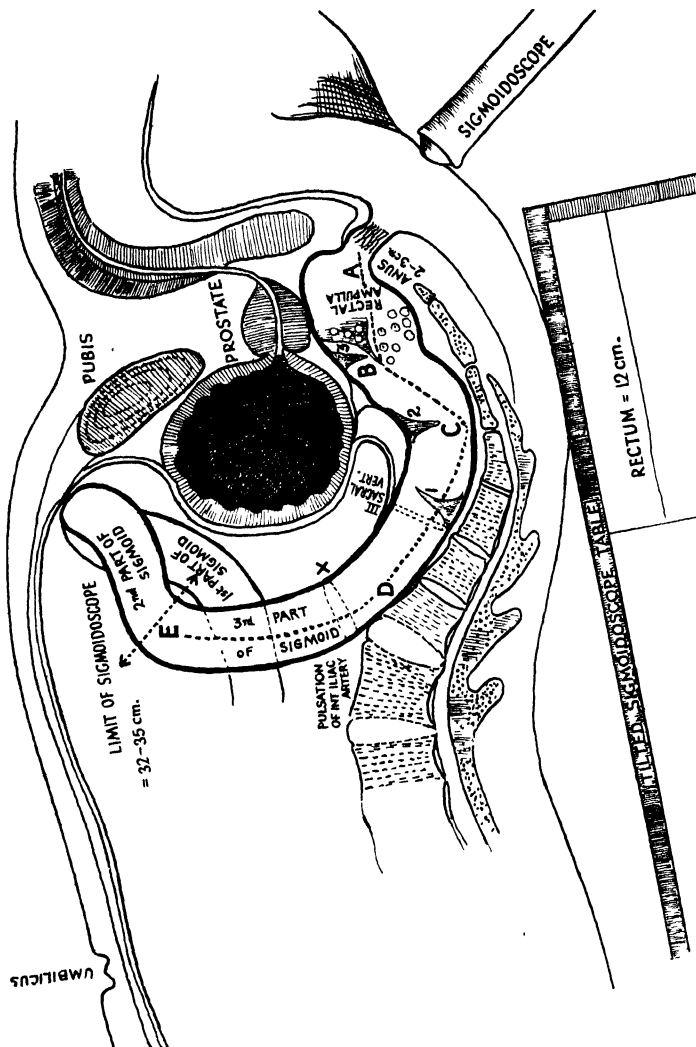 SIGMOIDOSCOPE
PUBIS
PROSTATE
ANUS
2-3cm.
A
RECTAL
AMPULLA
3
B
2
C
1
III
SACRAL
VERT.
D
X
2nd PART OF
SIGMOID
1st PART OF
SIGMOID
3rd PART
OF SIGMOID
E
F
LIMIT OF SIGMOIDOSCOPE
= 32-35 cm.
PULSATION
OF INT ILIAC
ARTERY
RECTUM = 12 cm.
TILTED SIGMOIDOSCOPE TABLE
UMBILICUS